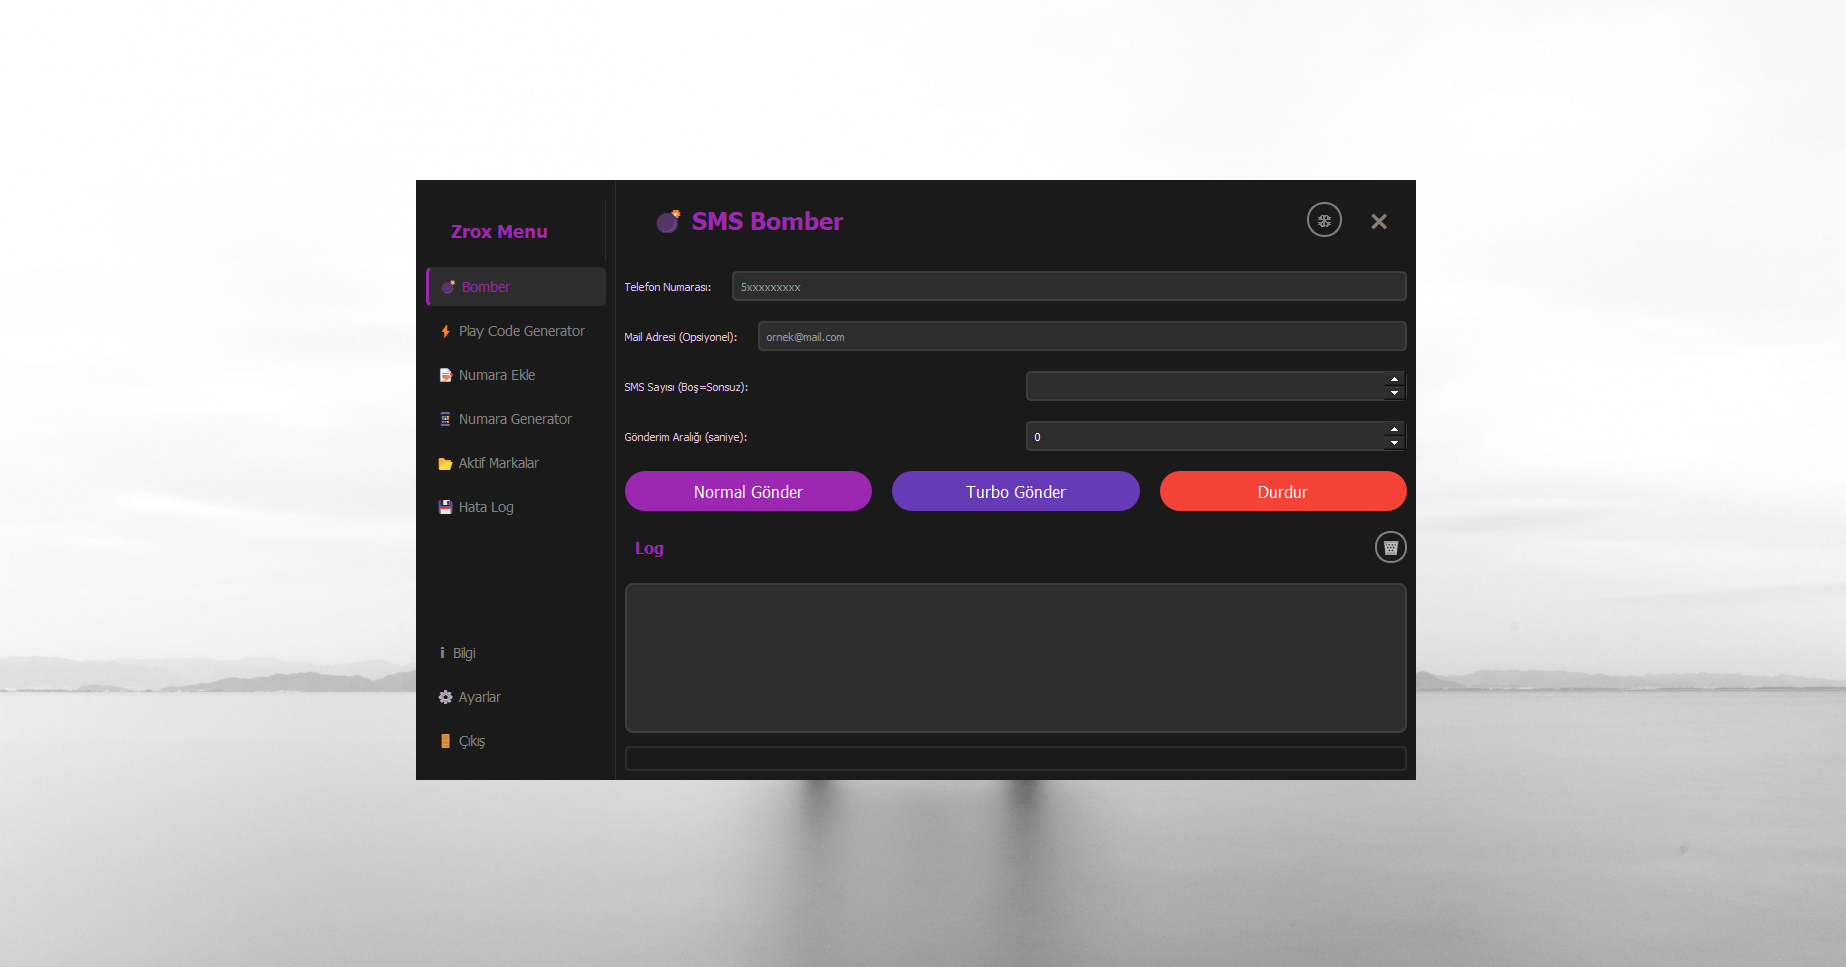 Zrox Menu
Bomber
Play Code Generator
Numara Ekle
Numara Generator
Aktif Markalar
Hata Log
Bilgi
Ayarlar
Çıkış
SMS Bomber
Telefon Numarası:
5xxxxxxxxx
Mail Adresi (Opsiyonel):
ornek@mail.com
SMS Sayısı (Boş=Sonsuz):
Gönderim Aralığı (saniye):
0
Normal Gönder
Turbo Gönder
Durdur
Log